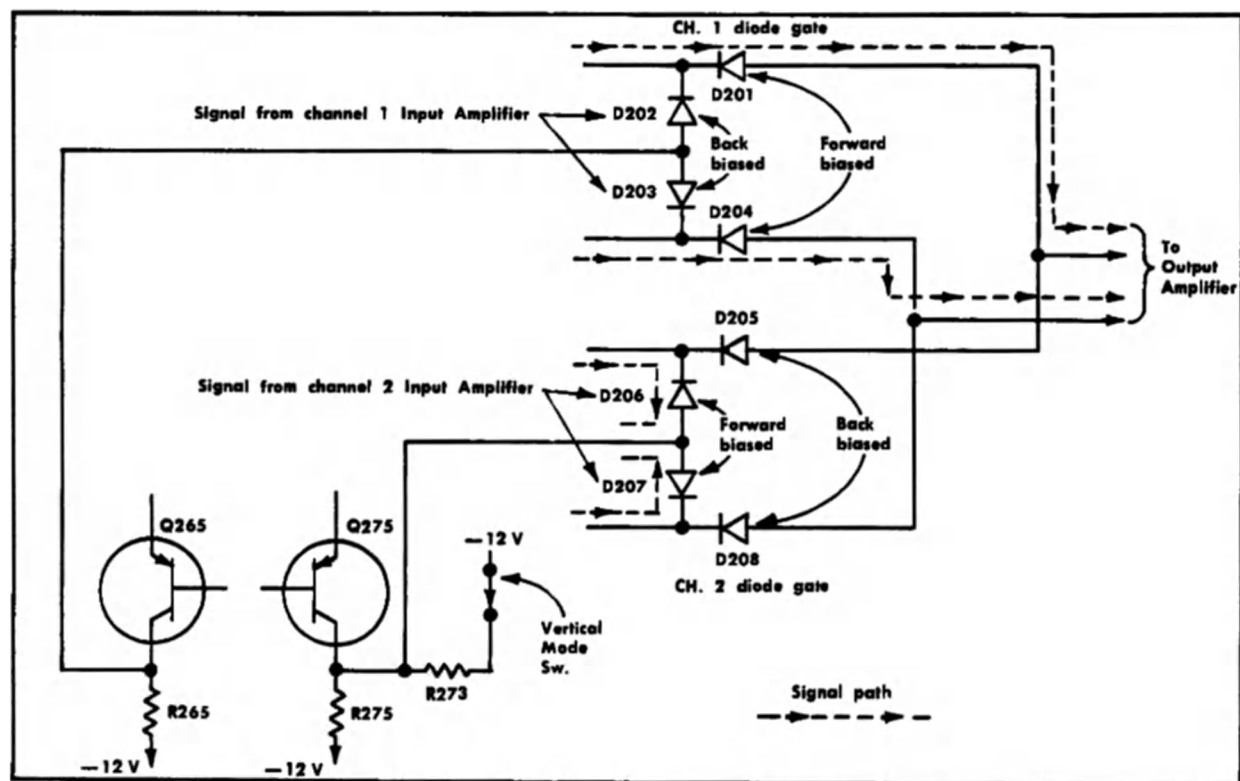 CH. 1 diode gate
D201
Signal from channel 1 Input Amplifier
D202
Back
biased
Forward
biased
D203
D204
To
Output
Amplifier
D205
Signal from channel 2 Input Amplifier
D206
Forward
biased
Back
biased
D207
D208
CH. 2 diode gate
Q265
Q275
—12 V
Vertical
Mode
Sw.
R273
R265
R275
—12 V
—12 V
Signal path